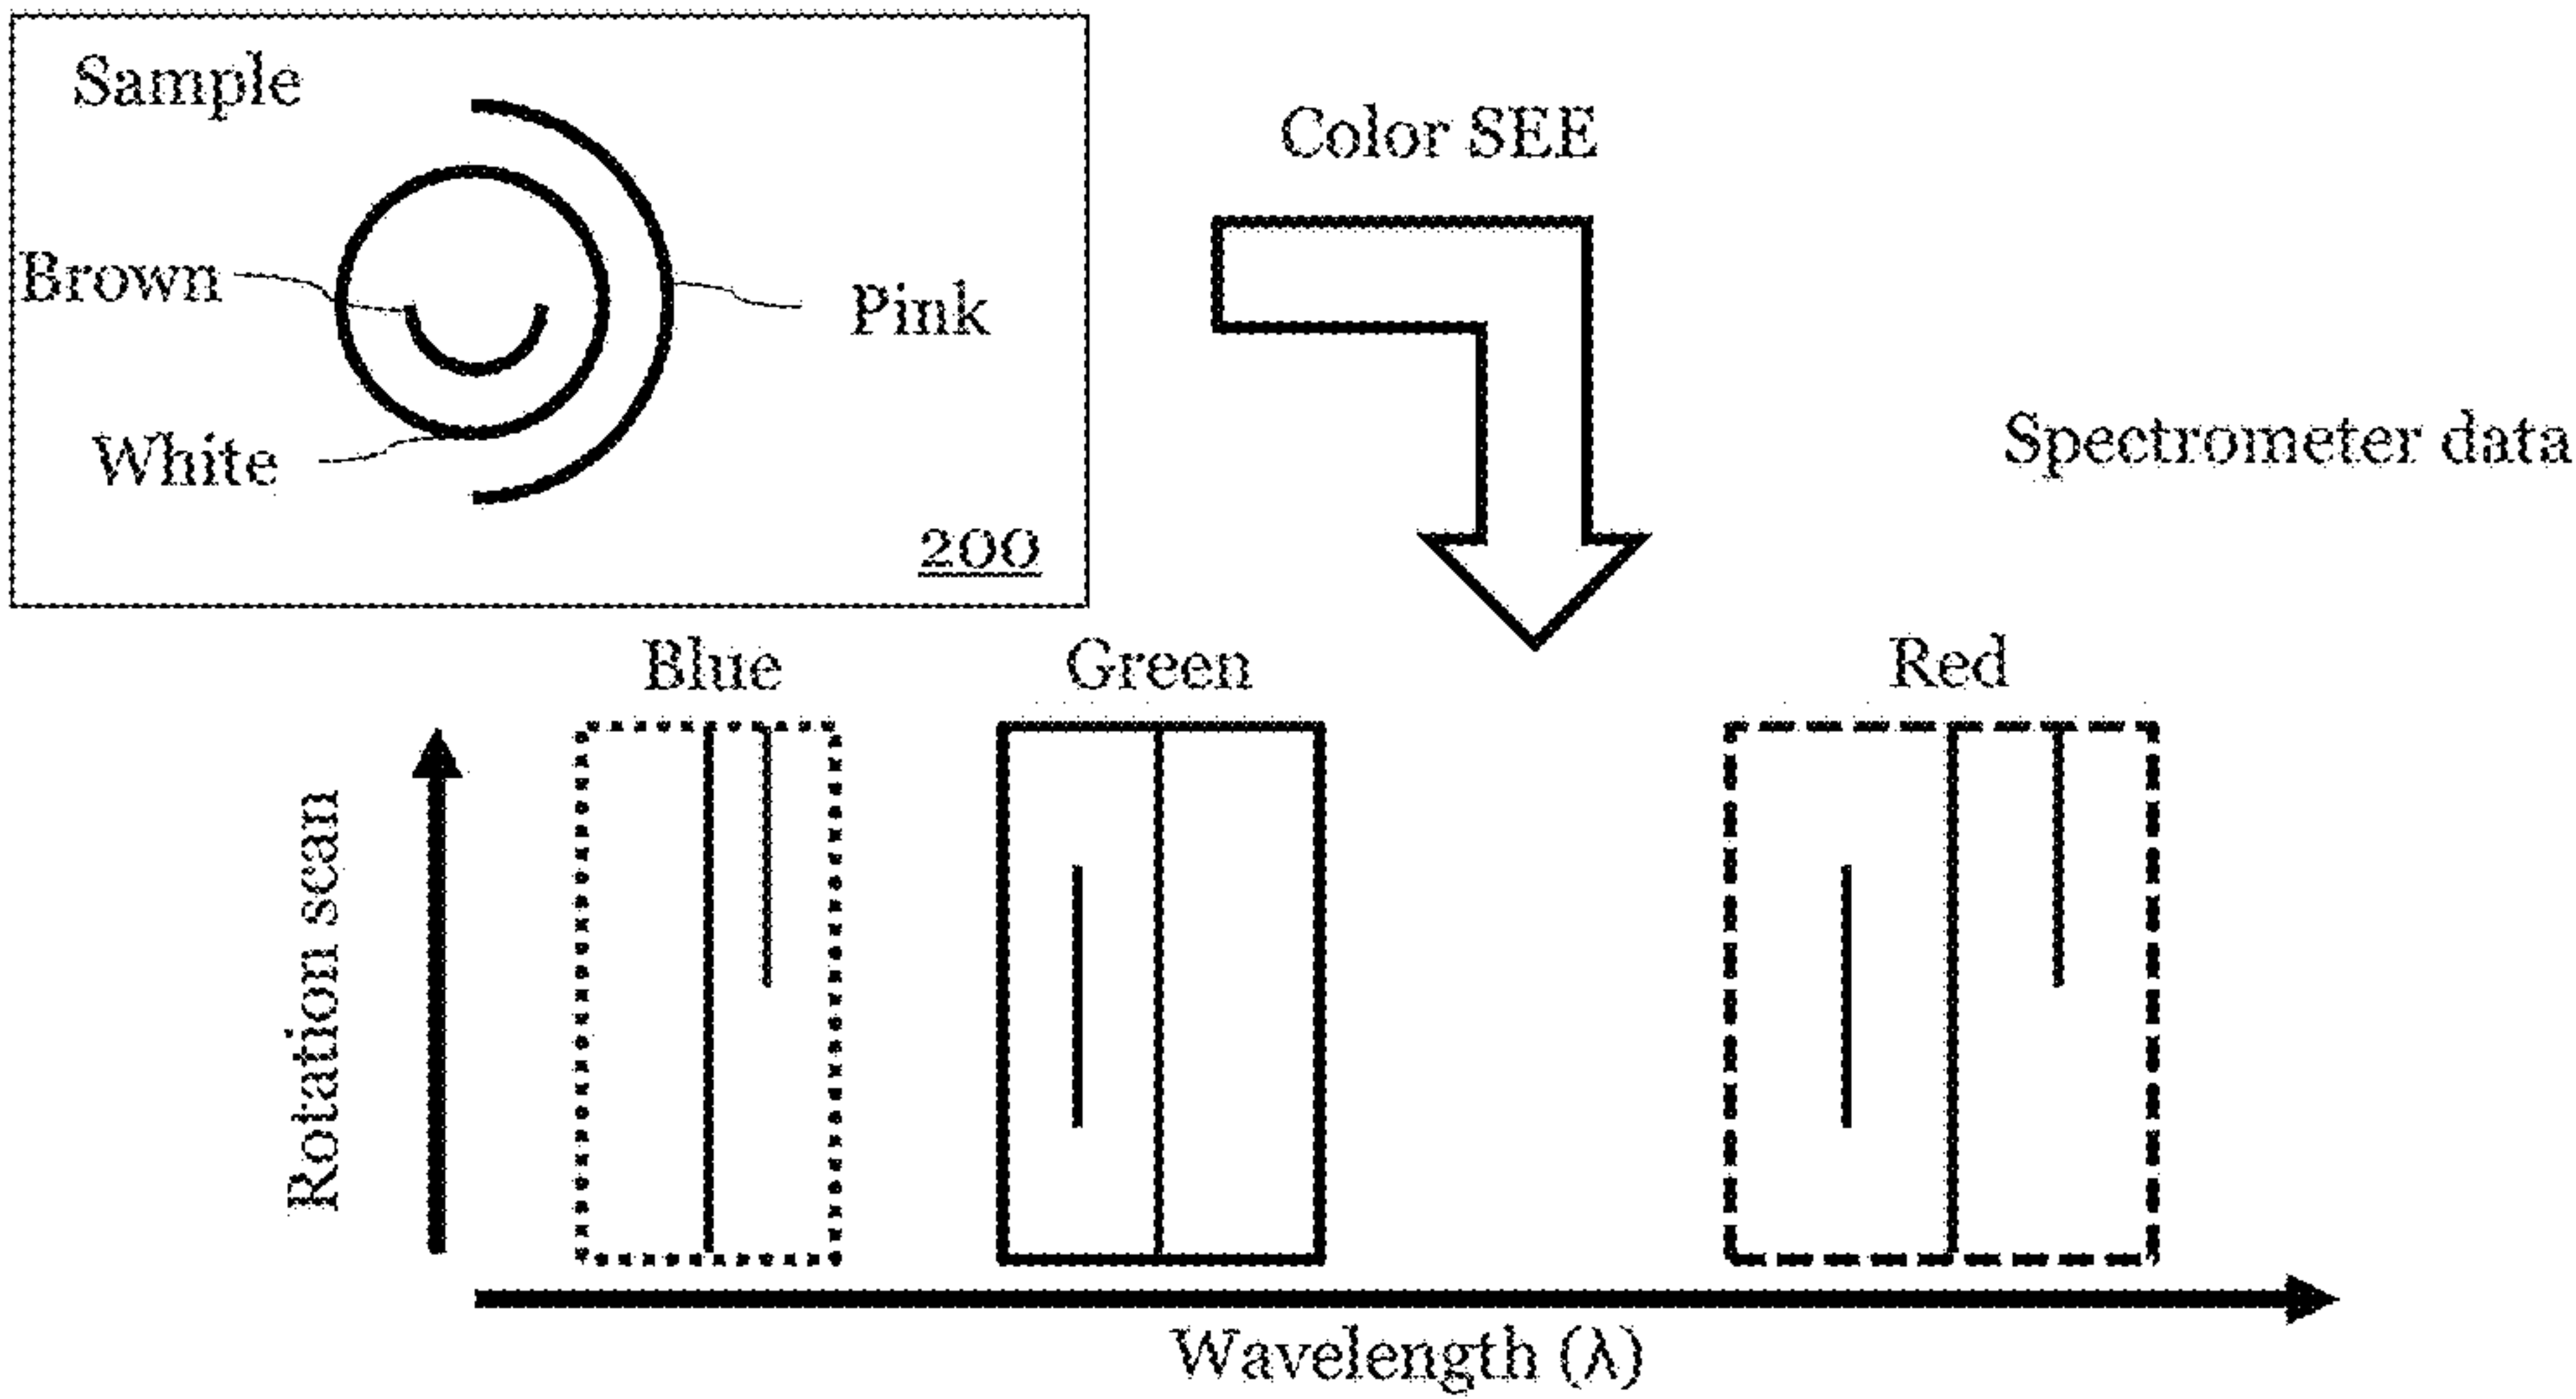 Sample
Brown
White
Pink
200
Color SEE
Spectrometer data
Blue
Green
Red
Rotation scan
Wavelength (λ)